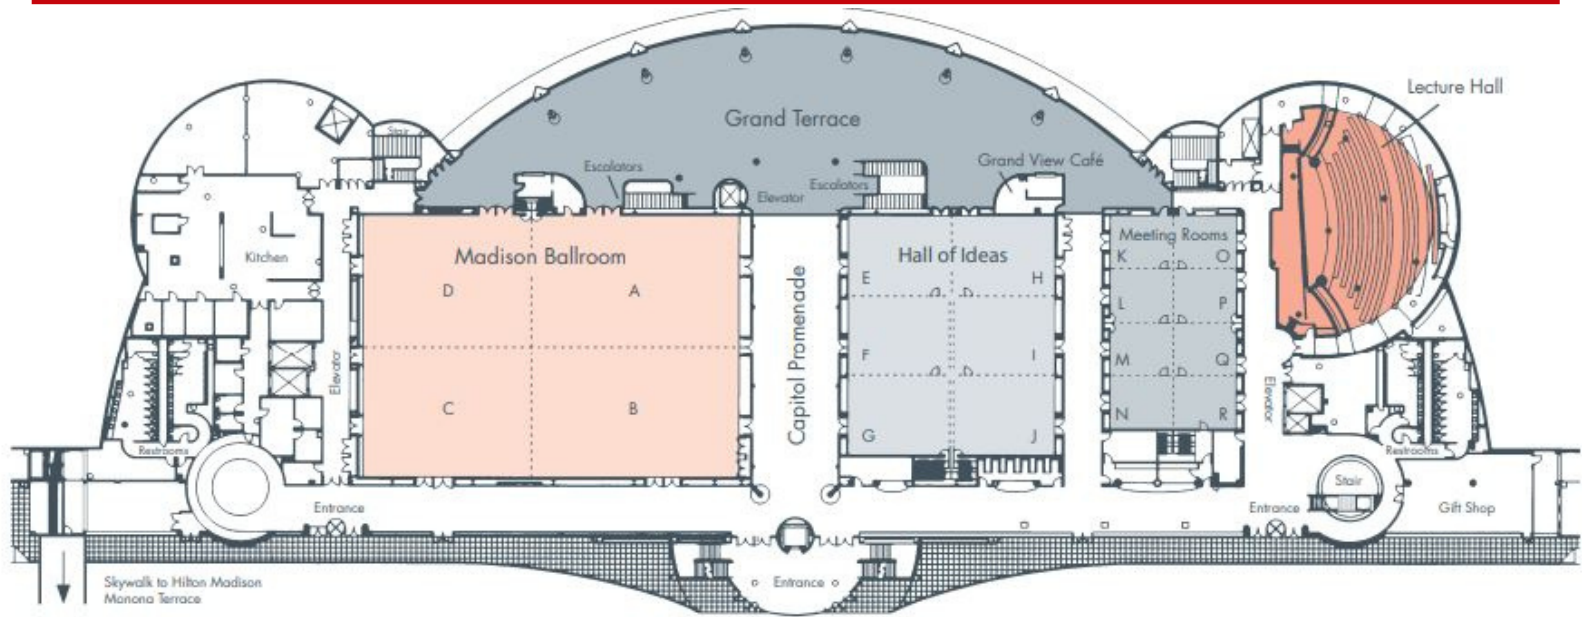 Lecture Hall
Grand Terrace
Stair
Escalators
Grand View Café
Escalators
Elevator
Kitchen
Madison Ballroom
D
A
C
B
Elevator
Capitol Promenade
Hall of Ideas
E
H
F
I
G
J
Meeting Rooms
K
O
L
P
M
Q
N
R
Elevator
Restrooms
Restrooms
Stair
Gift Shop
Entrance
Entrance
Entrance
Skywalk to Hilton Madison
Monona Terrace